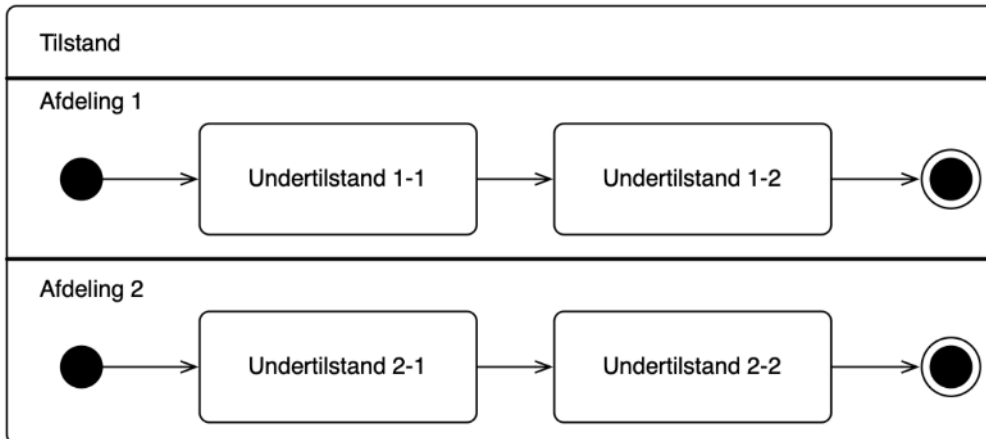 Tilstand
Afdeling 1
Undertilstand 1-1
Undertilstand 1-2
Afdeling 2
Undertilstand 2-1
Undertilstand 2-2